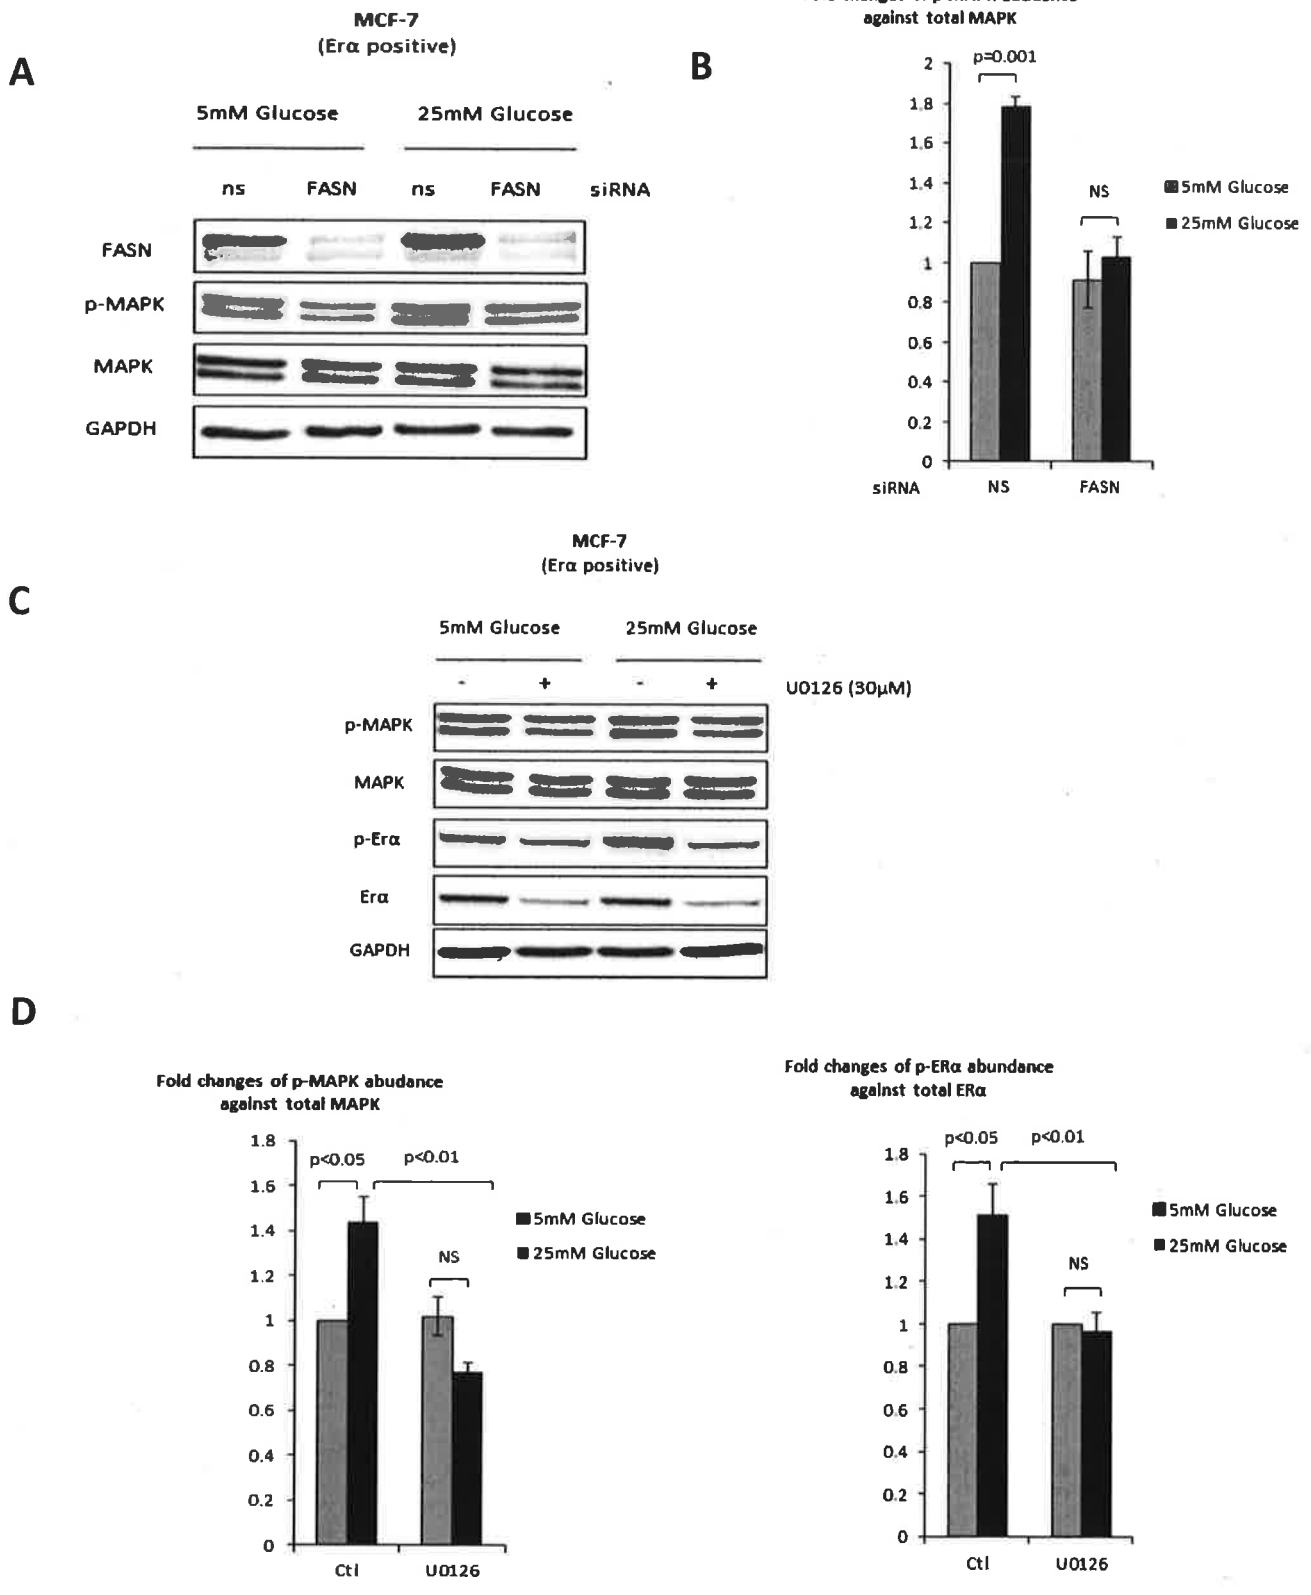 MCF-7
(Erα positive)
A
5mM Glucose 25mM Glucose
ns FASN ns FASN siRNA
FASN
p-MAPK
MAPK
GAPDH
against total MAPK
B
p=0.001
2
1.8
1.6
1.4
1.2
1
0.8
0.6
0.4
0.2
0
NS
5mM Glucose
25mM Glucose
siRNA NS FASN
MCF-7
(Erα positive)
C
5mM Glucose 25mM Glucose
- + - + U0126 (30μM)
p-MAPK
MAPK
p-Erα
Erα
GAPDH
D
Fold changes of p-MAPK abudance
against total MAPK
p<0.05 p<0.01
1.8
1.6
1.4
1.2
1
0.8
0.6
0.4
0.2
0
NS
5mM Glucose
25mM Glucose
Ctl U0126
Fold changes of p-ERα abundance
against total ERα
p<0.05 p<0.01
1.8
1.6
1.4
1.2
1
0.8
0.6
0.4
0.2
0
NS
5mM Glucose
25mM Glucose
Ctl U0126